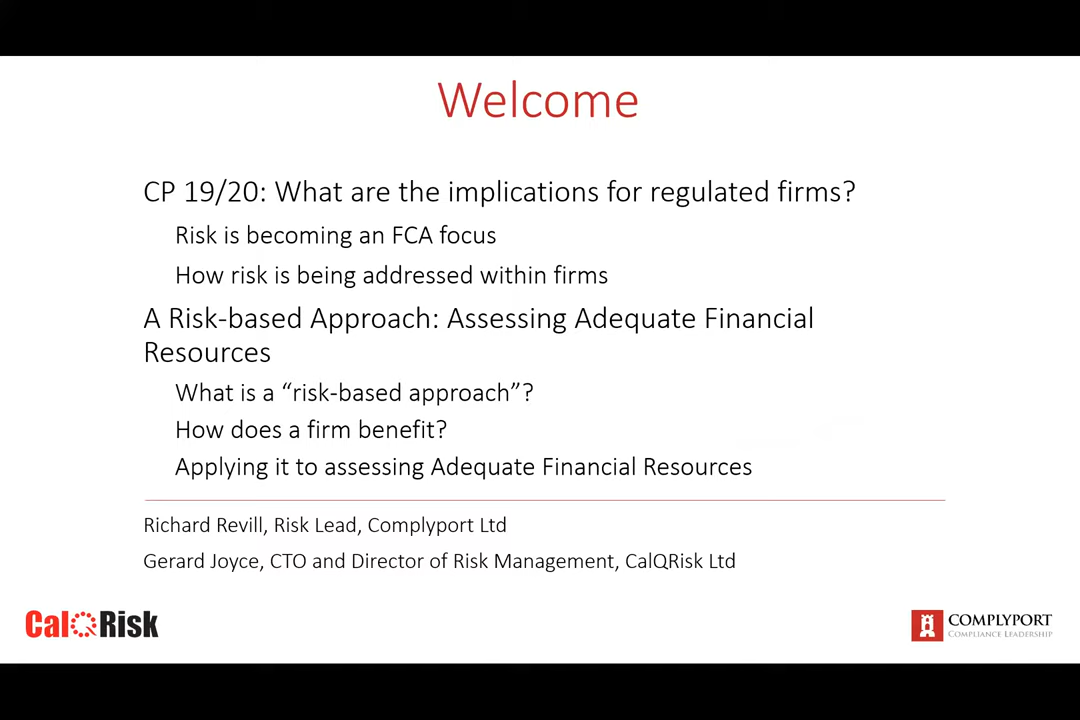 Welcome
CP 19/20: What are the implications for regulated firms?
Risk is becoming an FCA focus
How risk is being addressed within firms
A Risk-based Approach: Assessing Adequate Financial
Resources
What is a “risk-based approach”?
How does a firm benefit?
Applying it to assessing Adequate Financial Resources
Richard Revill, Risk Lead, Complyport Ltd
Gerard Joyce, CTO and Director of Risk Management, CalQRisk Ltd
CalQRisk
COMPLYPORT
COMPLIANCE LEADERSHIP